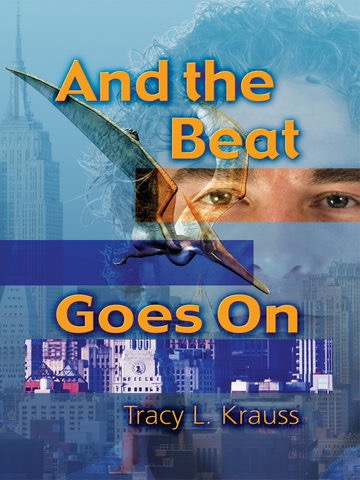 And the
Beat
Goes On
Tracy L. Krauss